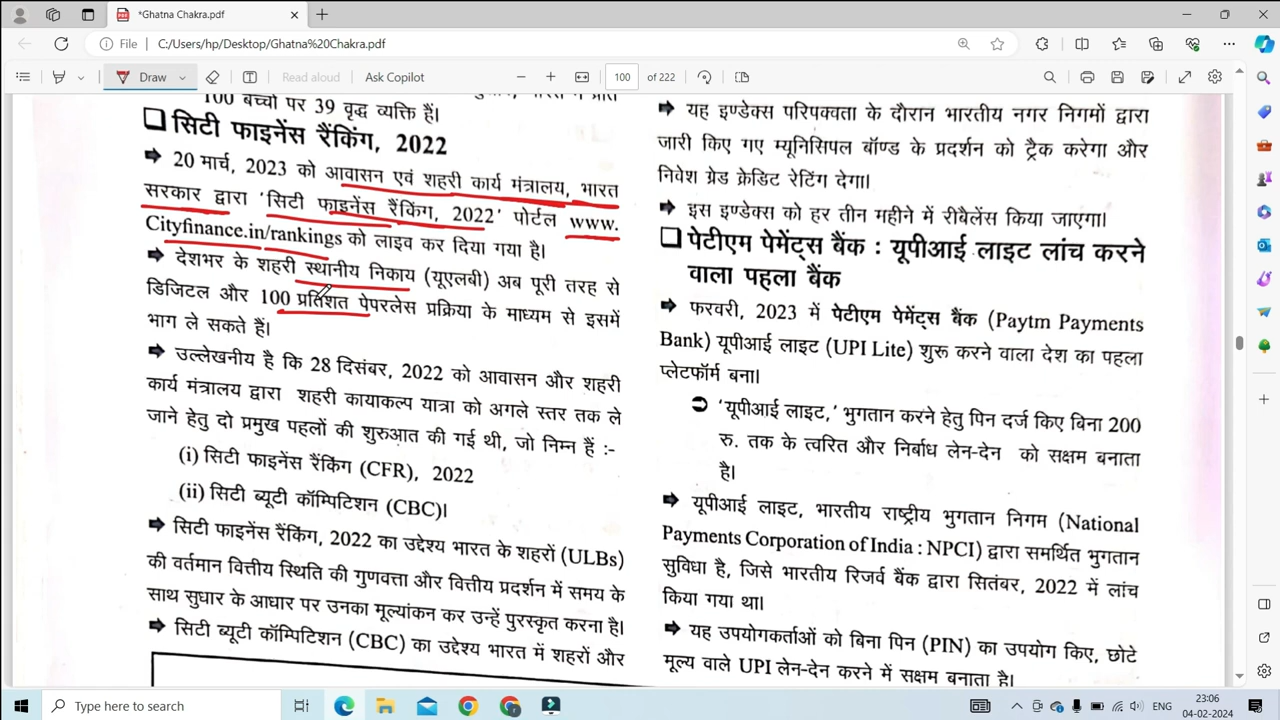 *Ghatna Chakra.pdf
File
C:/Users/hp/Desktop/Ghatna%20Chakra.pdf
Draw
Read aloud
Ask Copilot
100 of 222
100 बच्चों पर 39 वृद्ध व्यक्ति हैं।
सिटी फाइनेंस रैंकिंग, 2022
20 मार्च, 2023 को आवासन एवं शहरी कार्य मंत्रालय, भारत
सरकार द्वारा 'सिटी फाइनेंस रैंकिंग, 2022' पोर्टल www.
Cityfinance.in/rankings को लाइव कर दिया गया है।
देशभर के शहरी स्थानीय निकाय (यूएलबी) अब पूरी तरह से
डिजिटल और 100 प्रतिशत पेपरलेस प्रक्रिया के माध्यम से इसमें
भाग ले सकते हैं।
उल्लेखनीय है कि 28 दिसंबर, 2022 को आवासन और शहरी
कार्य मंत्रालय द्वारा शहरी कायाकल्प यात्रा को अगले स्तर तक ले
जाने हेतु दो प्रमुख पहलों की शुरुआत की गई थी, जो निम्न हैं :-
(i) सिटी फाइनेंस रैंकिंग (CFR), 2022
(ii) सिटी ब्यूटी कॉम्पिटिशन (CBC)।
सिटी फाइनेंस रैंकिंग, 2022 का उद्देश्य भारत के शहरों (ULBs)
की वर्तमान वित्तीय स्थिति की गुणवत्ता और वित्तीय प्रदर्शन में समय के
साथ सुधार के आधार पर उनका मूल्यांकन कर उन्हें पुरस्कृत करना है।
सिटी ब्यूटी कॉम्पिटिशन (CBC) का उद्देश्य भारत में शहरों और
यह इण्डेक्स परिपक्वता के दौरान भारतीय नगर निगमों द्वारा
जारी किए गए म्यूनिसिपल बॉण्ड के प्रदर्शन को ट्रैक करेगा और
निवेश ग्रेड क्रेडिट रेटिंग देगा।
इस इण्डेक्स को हर तीन महीने में रीबैलेंस किया जाएगा।
पेटीएम पेमेंट्स बैंक : यूपीआई लाइट लांच करने
वाला पहला बैंक
फरवरी, 2023 में पेटीएम पेमेंट्स बैंक (Paytm Payments
Bank) यूपीआई लाइट (UPI Lite) शुरू करने वाला देश का पहला
प्लेटफॉर्म बना।
'यूपीआई लाइट,' भुगतान करने हेतु पिन दर्ज किए बिना 200
रु. तक के त्वरित और निर्बाध लेन-देन को सक्षम बनाता
है।
यूपीआई लाइट, भारतीय राष्ट्रीय भुगतान निगम (National
Payments Corporation of India : NPCI) द्वारा समर्थित भुगतान
सुविधा है, जिसे भारतीय रिजर्व बैंक द्वारा सितंबर, 2022 में लांच
किया गया था।
यह उपयोगकर्ताओं को बिना पिन (PIN) का उपयोग किए, छोटे
मूल्य वाले UPI लेन-देन करने में सक्षम बनाता है।
Type here to search
ENG
23:06
04-02-2024